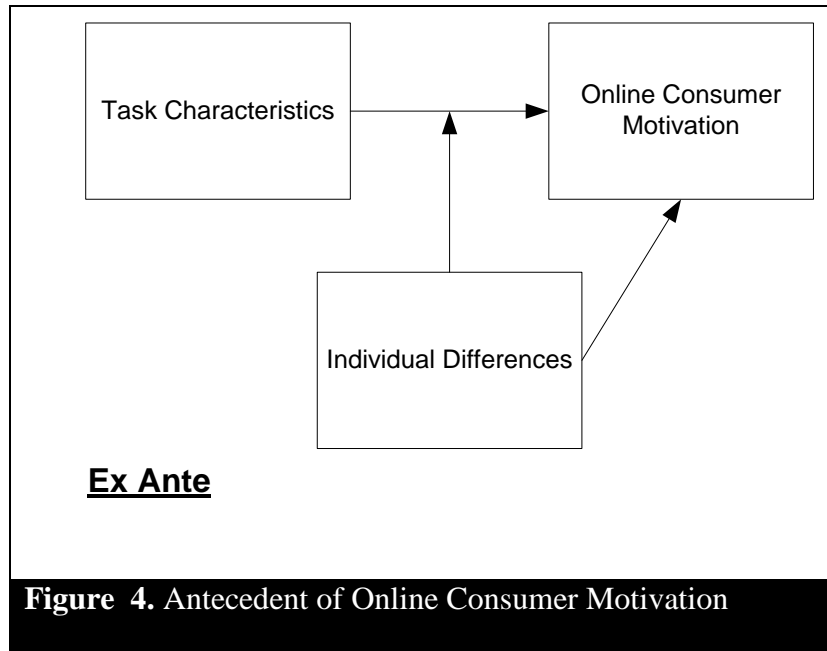 Task Characteristics
Online Consumer
Motivation
Individual Differences
Ex Ante
Figure 4. Antecedent of Online Consumer Motivation